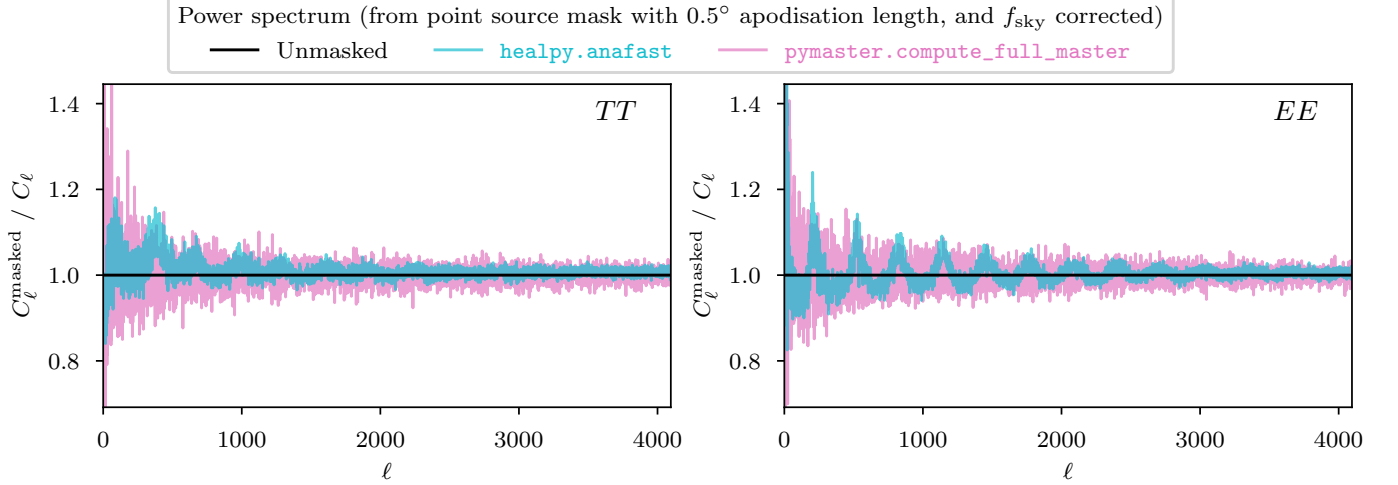 Power spectrum (from point source mask with 0.5° apodisation length, and f_sky corrected)
Unmasked healpy.anafast pymaster.compute_full_master
TT
EE
1.4
1.2
1.0
0.8
C_ℓ^masked / C_ℓ
0 1000 2000 3000 4000
ℓ
1.4
1.2
1.0
0.8
C_ℓ^masked / C_ℓ
0 1000 2000 3000 4000
ℓ